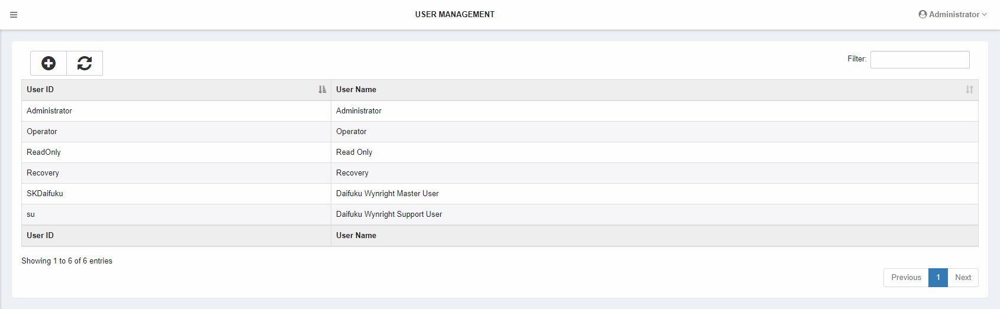 USER MANAGEMENT
Administrator
Filter:
User ID User Name
Administrator Administrator
Operator Operator
ReadOnly Read Only
Recovery Recovery
SKDaifuku Daifuku Wynright Master User
su Daifuku Wynright Support User
User ID User Name
Showing 1 to 6 of 6 entries
Previous 1 Next